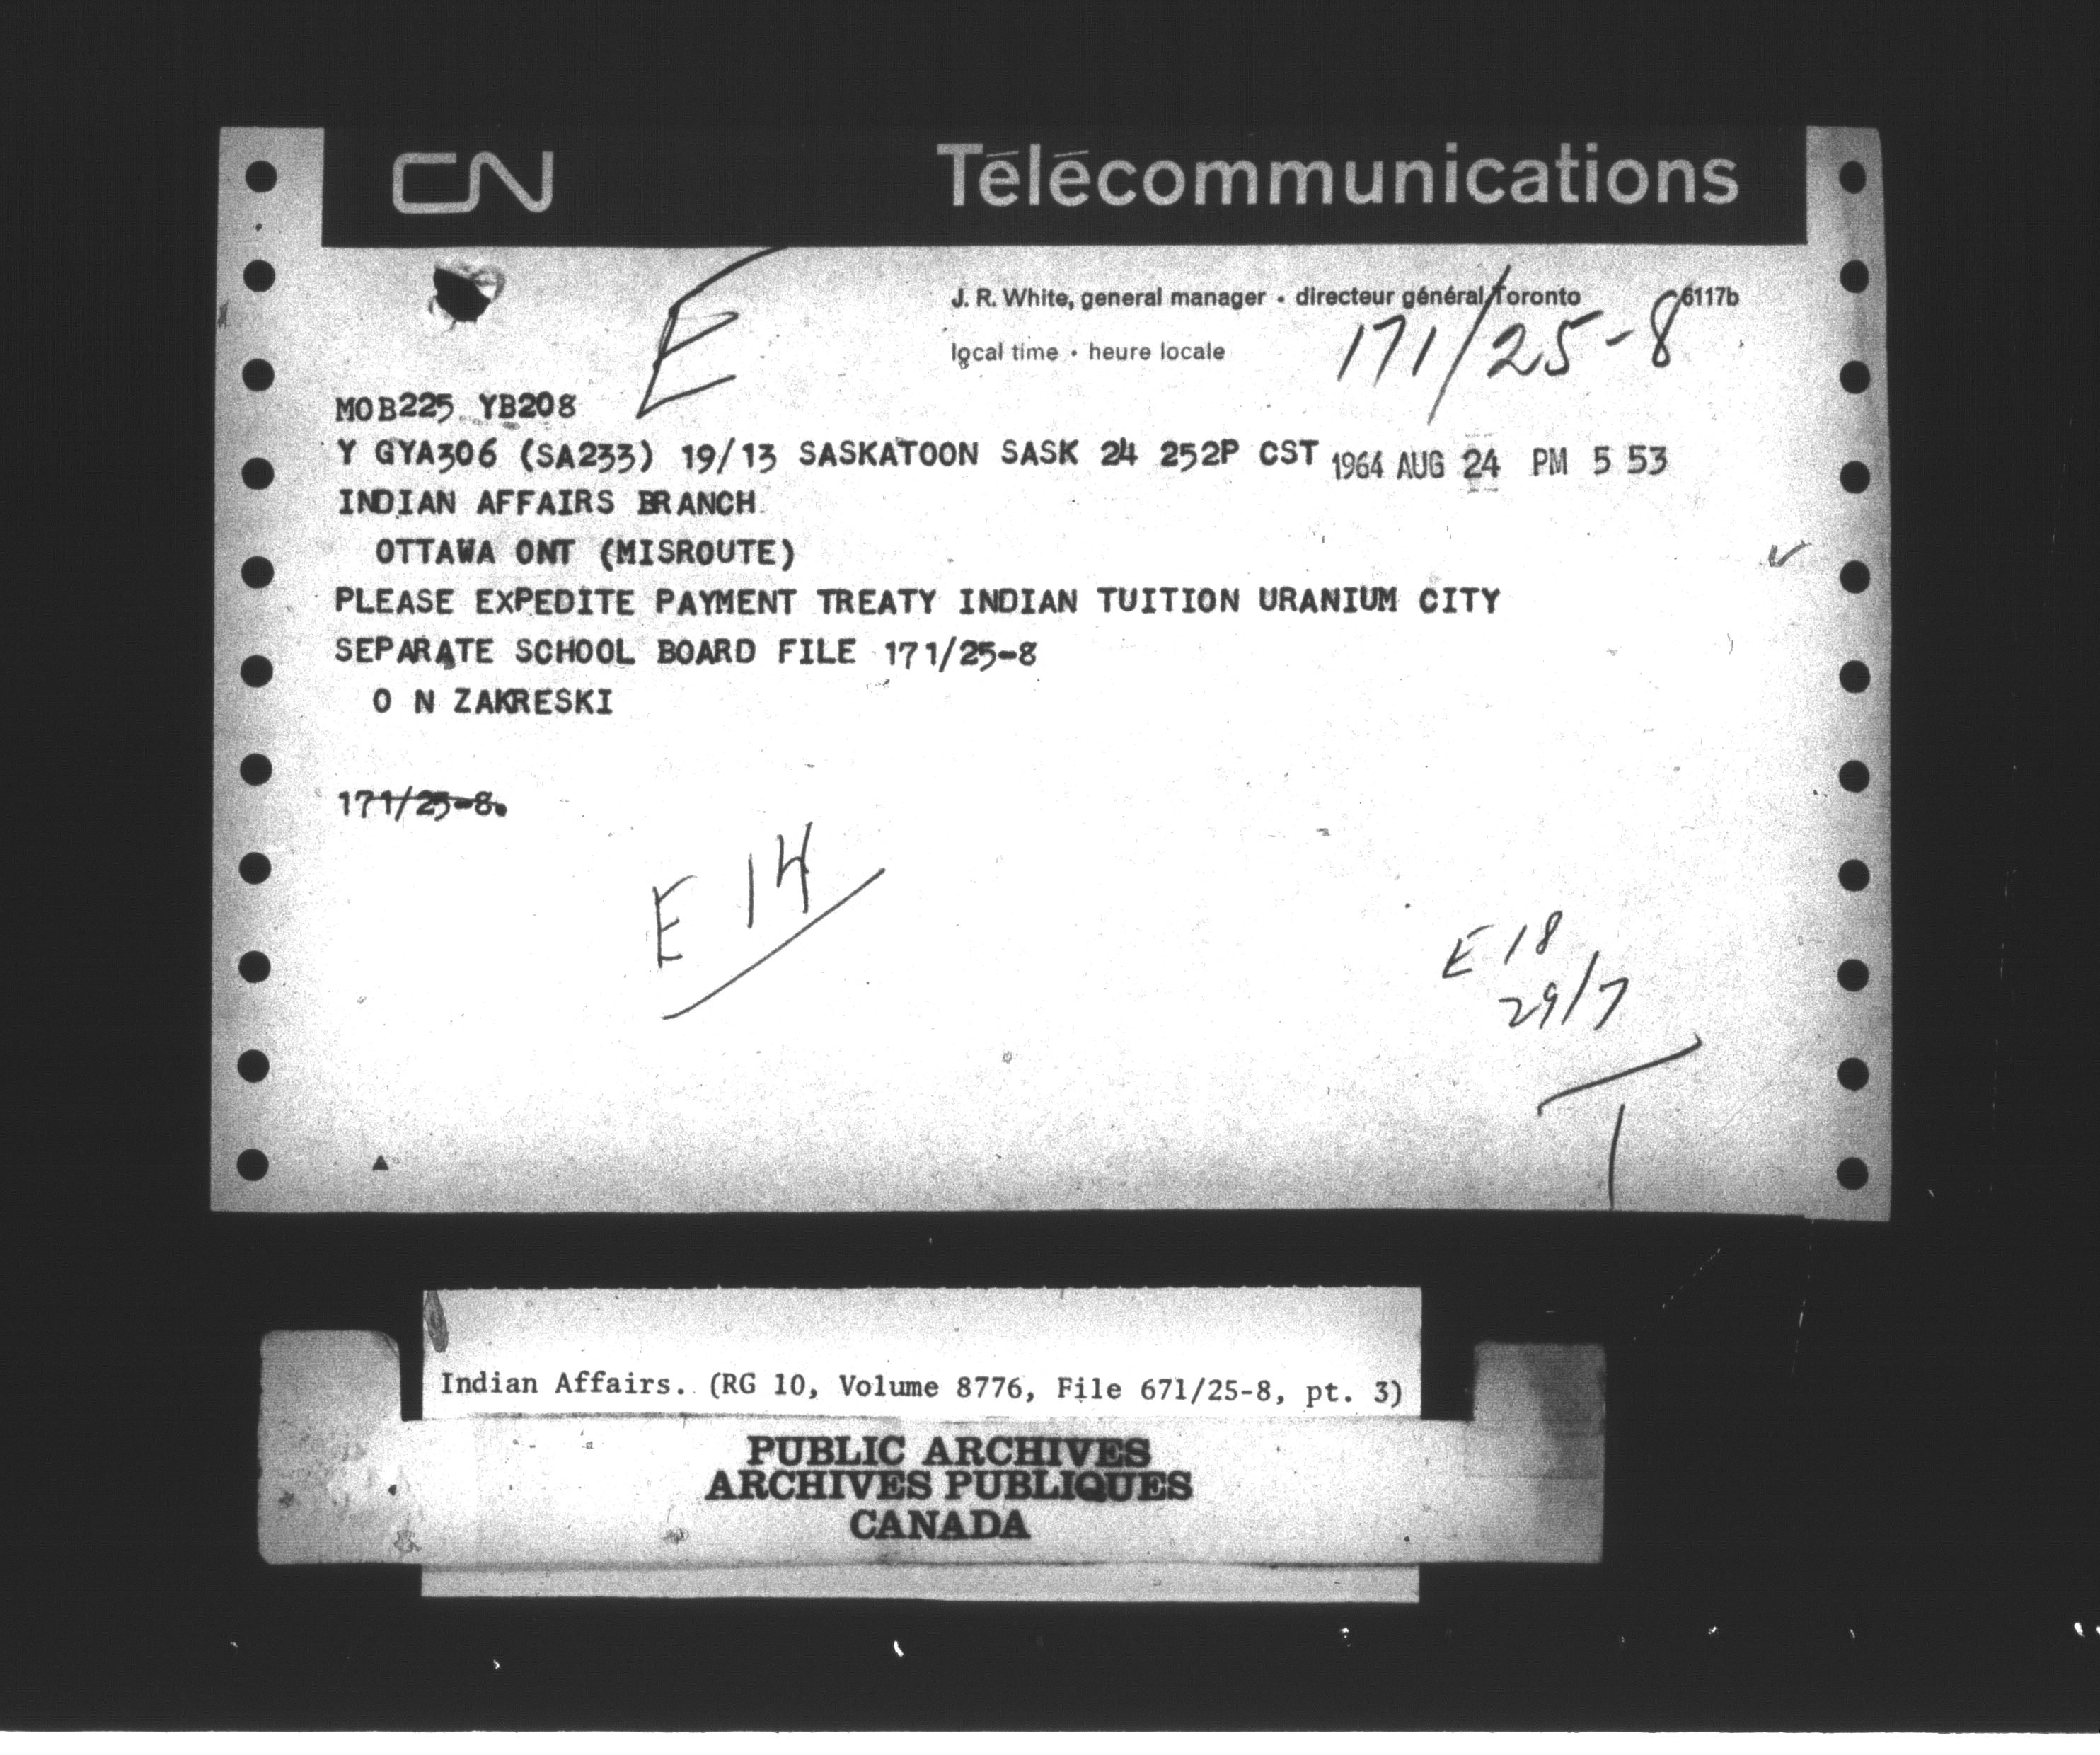 CN Télécommunications
E
J. R. White, general manager • directeur général, Toronto 6117b
local time • heure locale
171/25-8
MOB225 YB208
Y GYA306 (SA233) 19/13 SASKATOON SASK 24 252P CST 1964 AUG 24 PM 5 53
INDIAN AFFAIRS BRANCH
OTTAWA ONT (MISROUTE)
PLEASE EXPEDITE PAYMENT TREATY INDIAN TUITION URANIUM CITY
SEPARATE SCHOOL BOARD FILE 171/25-8
O N ZAKRESKI
171/25-8.
E 14
E 18
29/7
Indian Affairs. (RG 10, Volume 8776, File 671/25-8, pt. 3)
PUBLIC ARCHIVES
ARCHIVES PUBLIQUES
CANADA